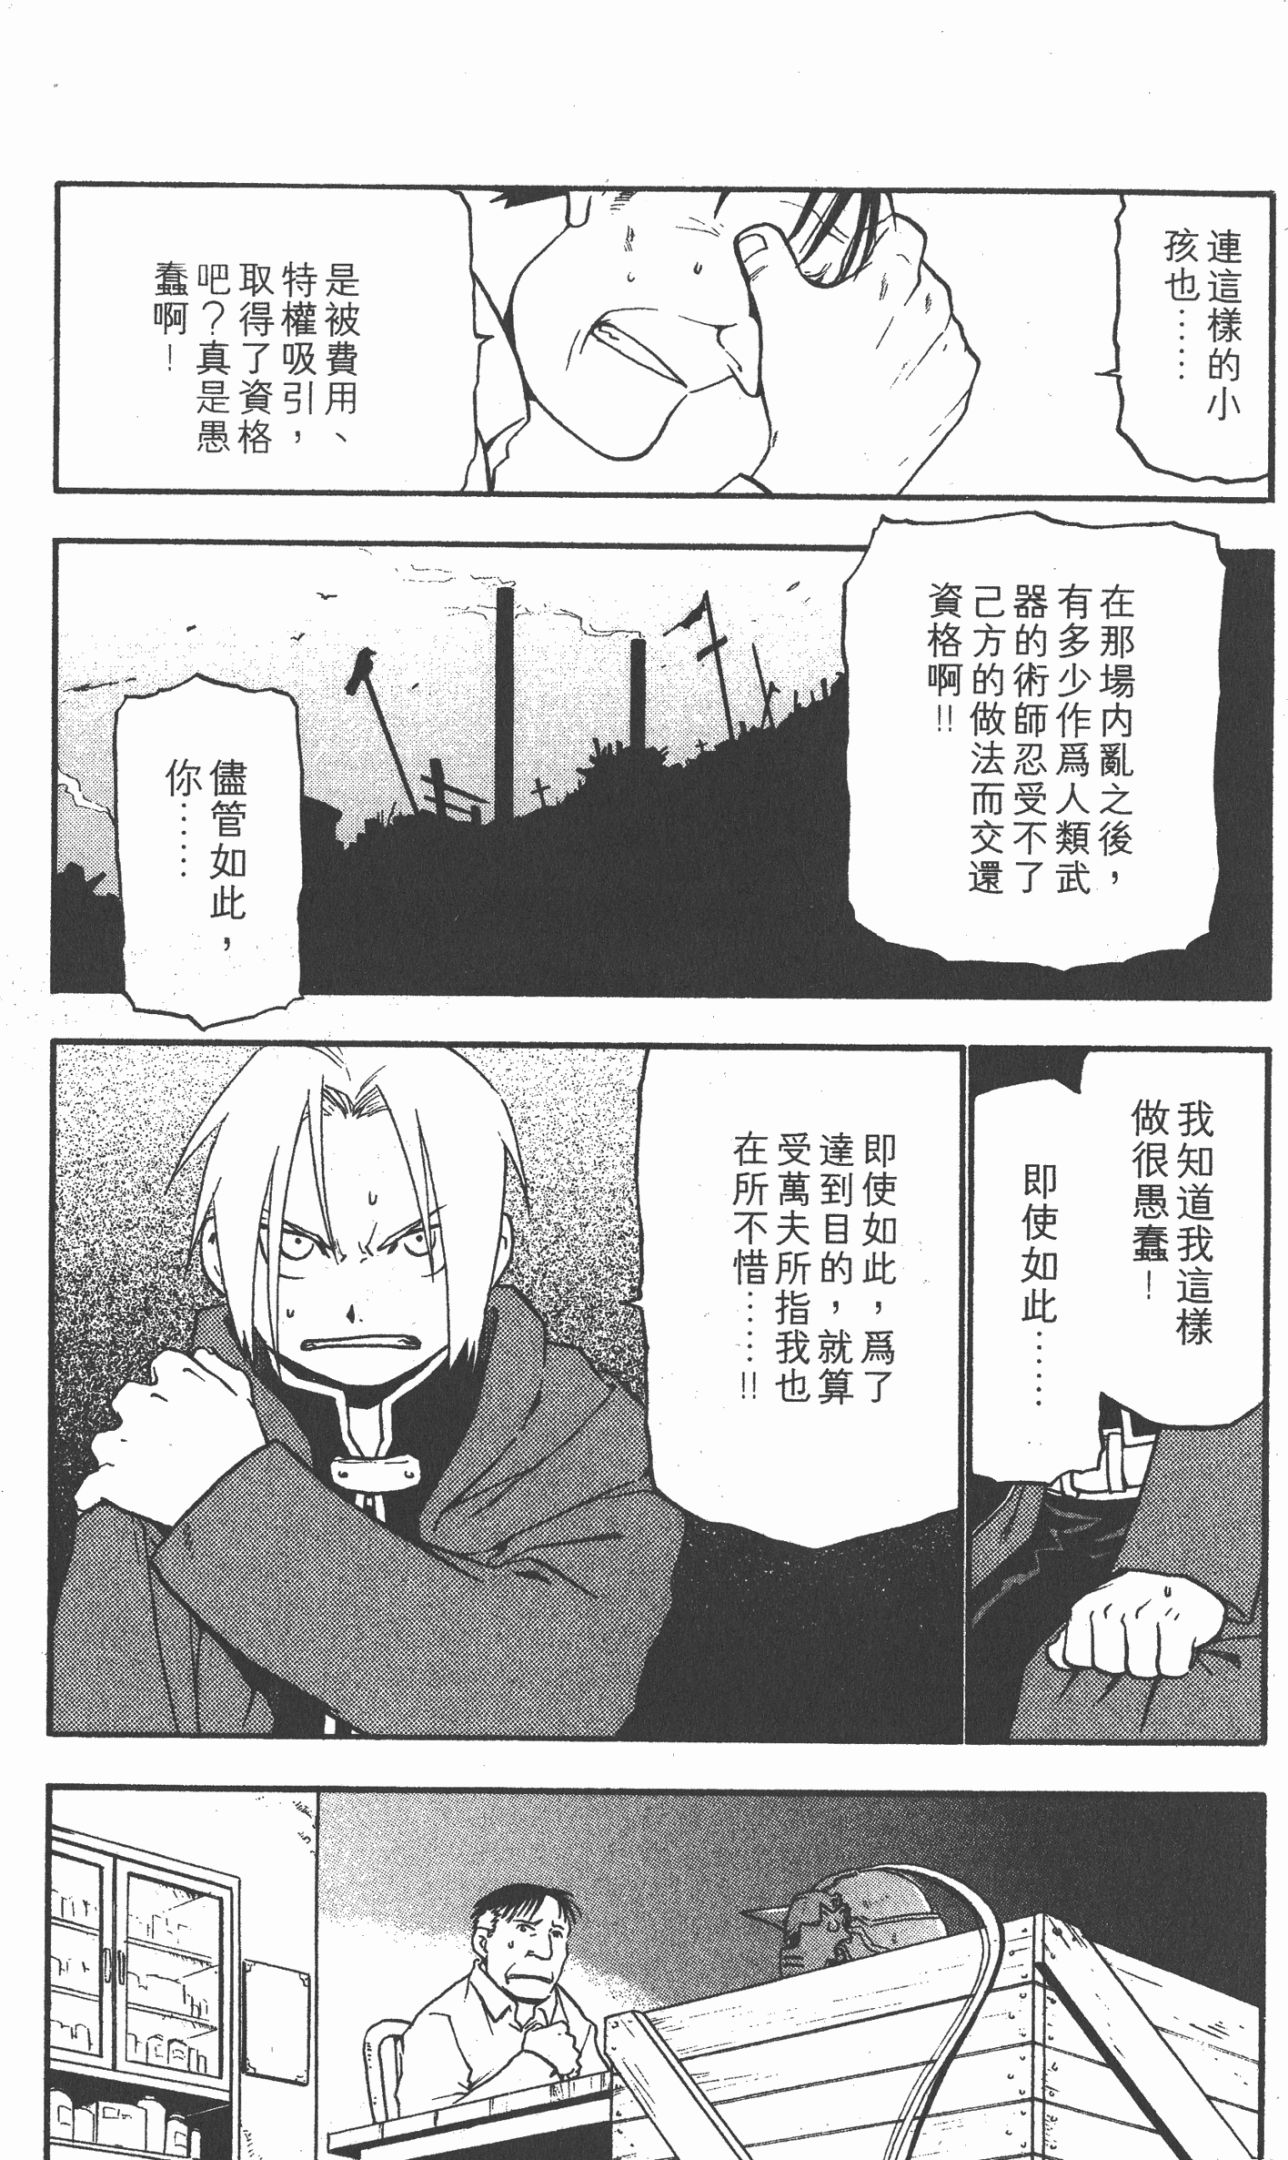 連這樣的小
孩也……
是被費用、
特權吸引，
取得了資格
吧？真是愚
蠢啊！
在那場內亂之後，
有多少作爲人類武
器的術師忍受不了
己方的做法而交還
資格啊!!
儘管如此，
你……
我知道我這樣
做很愚蠢！
即使如此……
即使如此，爲了
達到目的，就算
受萬夫所指我也
在所不惜……!!